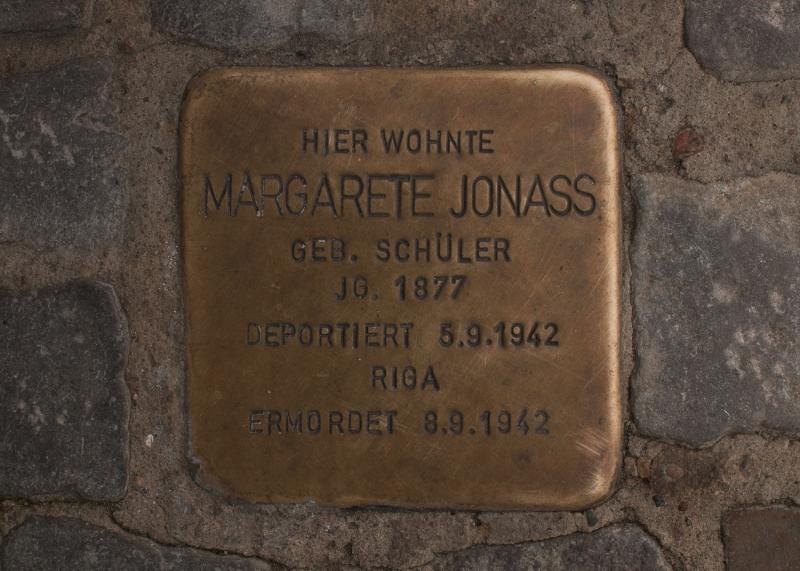 HIER WOHNTE
MARGARETE JONASS
GEB. SCHÜLER
JG. 1877
DEPORTIERT 5.9.1942
RIGA
ERMORDET 8.9.1942